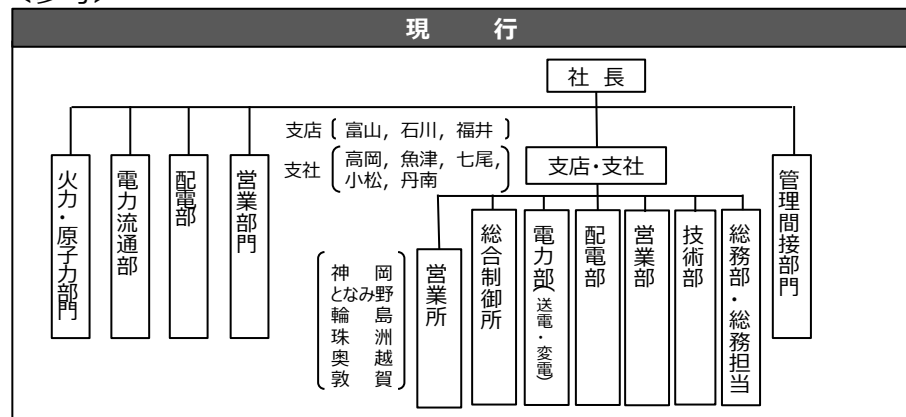 現　行
社 長
支店〔富山，石川，福井〕
支社〔高岡，魚津，七尾，
小松，丹南〕
支店・支社
火力・原子力部門
電力流通部
配電部
営業部門
管理間接部門
神　岡
となみ野
輪　島
珠　洲
奥　越
敦　賀
営業所
総合制御所
電力部(送電・変電)
配電部
営業部
技術部
総務部・総務担当